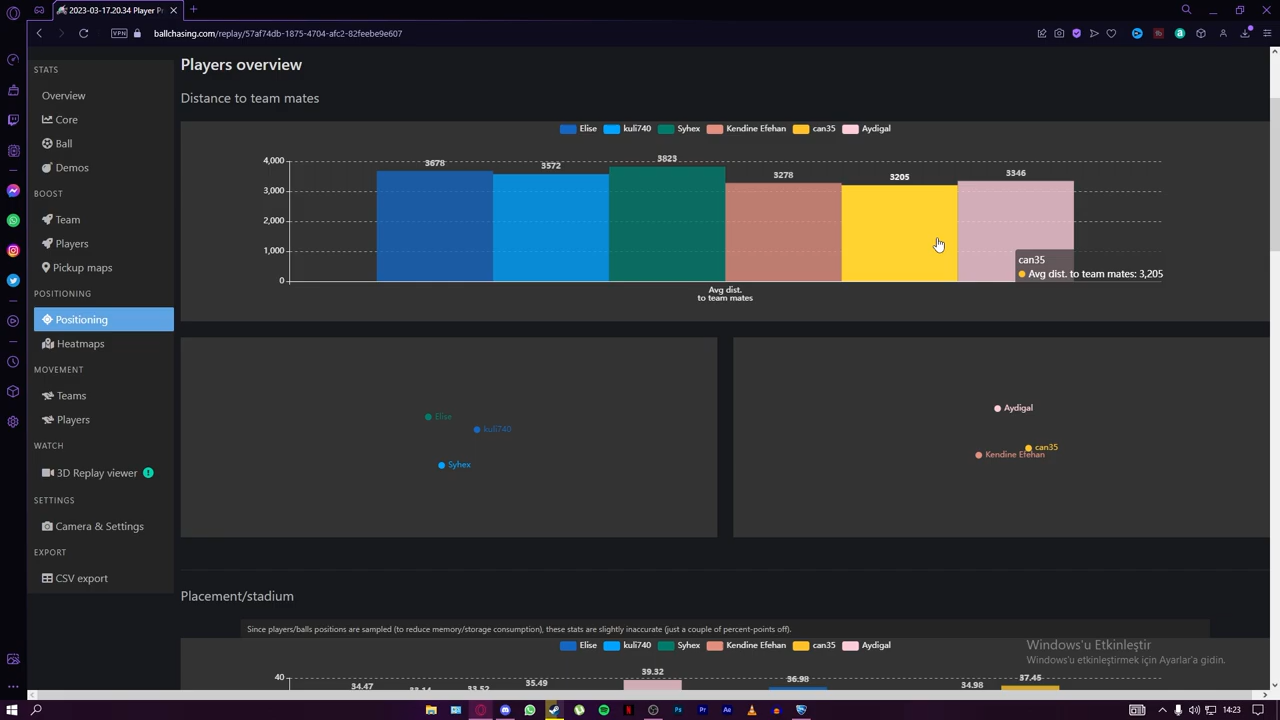 2023-03-17.20.34 Player Pr
VPN
ballchasing.com/replay/57af74db-1875-4704-afc2-82feebe9e607
STATS
Overview
Core
Ball
Demos
BOOST
Team
Players
Pickup maps
POSITIONING
Positioning
Heatmaps
MOVEMENT
Teams
Players
WATCH
3D Replay viewer
SETTINGS
Camera & Settings
EXPORT
CSV export
Players overview
Distance to team mates
Elise kuli740 Syhex Kendine Efehan can35 Aydigal
4,000
3,000
2,000
1,000
0
3678
3572
3823
3278
3205
3346
Avg dist.
to team mates
can35
Avg dist. to team mates: 3,205
Elise
kuli740
Syhex
Aydigal
can35
Kendine Efehan
Placement/stadium
Since players/balls positions are sampled (to reduce memory/storage consumption), these stats are slightly inaccurate (just a couple of percent-points off).
Elise kuli740 Syhex Kendine Efehan can35 Aydigal
40
34.47
33.14
33.52
35.49
39.32
36.98
34.98
37.45
Windows'u Etkinleştir
Windows'u etkinleştirmek için Ayarlar'a gidin.
14:23